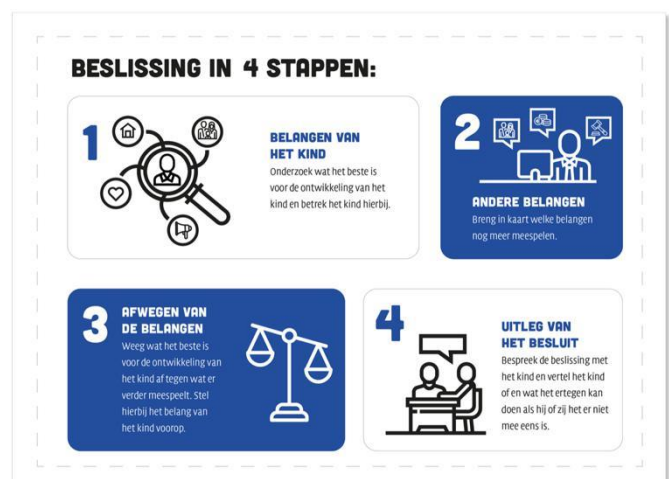 BESLISSING IN 4 STAPPEN:
1
BELANGEN VAN
HET KIND
Onderzoek wat het beste is
voor de ontwikkeling van het
kind en betrek het kind hierbij.
2
ANDERE BELANGEN
Breng in kaart welke belangen
nog meer meespelen.
3
AFWEGEN VAN
DE BELANGEN
Weeg wat het beste is
voor de ontwikkeling van
het kind af tegen wat er
verder meespeelt. Stel
hierbij het belang van
het kind voorop.
4
UITLEG VAN
HET BESLUIT
Bespreek de beslissing met
het kind en vertel het kind
of en wat het ertegen kan
doen als hij of zij het er niet
mee eens is.